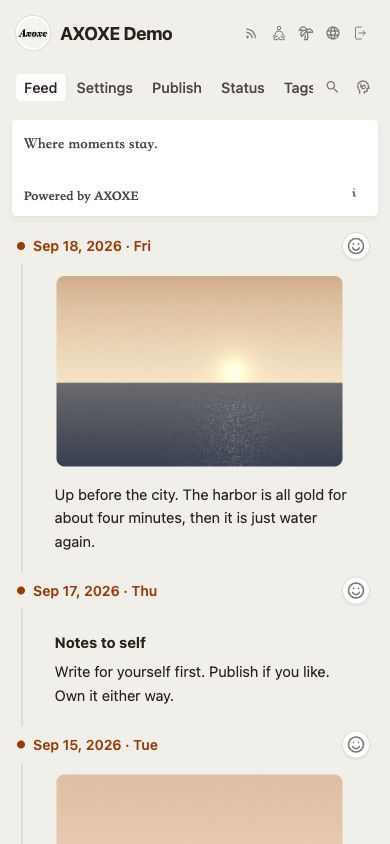 Axoxe
AXOXE Demo
Feed
Settings
Publish
Status
Tags
Where moments stay.
Powered by AXOXE
i
Sep 18, 2026 · Fri
Up before the city. The harbor is all gold for
about four minutes, then it is just water
again.
Sep 17, 2026 · Thu
Notes to self
Write for yourself first. Publish if you like.
Own it either way.
Sep 15, 2026 · Tue